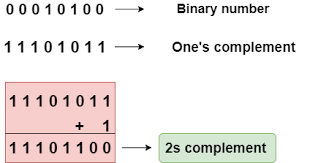 0 0 0 1 0 1 0 0 Binary number
1 1 1 0 1 0 1 1 One's complement
1 1 1 0 1 0 1 1
+ 1
1 1 1 0 1 1 0 0 2s complement